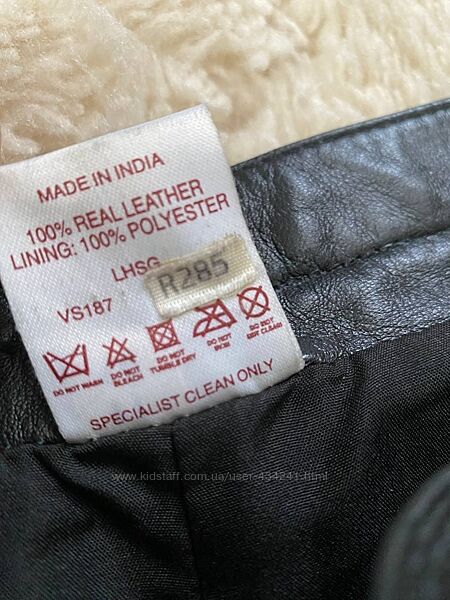 MADE IN INDIA
100% REAL LEATHER
LINING: 100% POLYESTER
LHSG
R285
VS187
DO NOT WASH
DO NOT BLEACH
DO NOT TUMBLE DRY
DO NOT IRON
DO NOT DRY CLEAN
SPECIALIST CLEAN ONLY
www.kidstaff.com.ua/user-434241.html